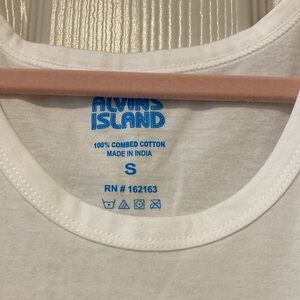 ALVINS
ISLAND
100% COMBED COTTON
MADE IN INDIA
S
RN # 162163